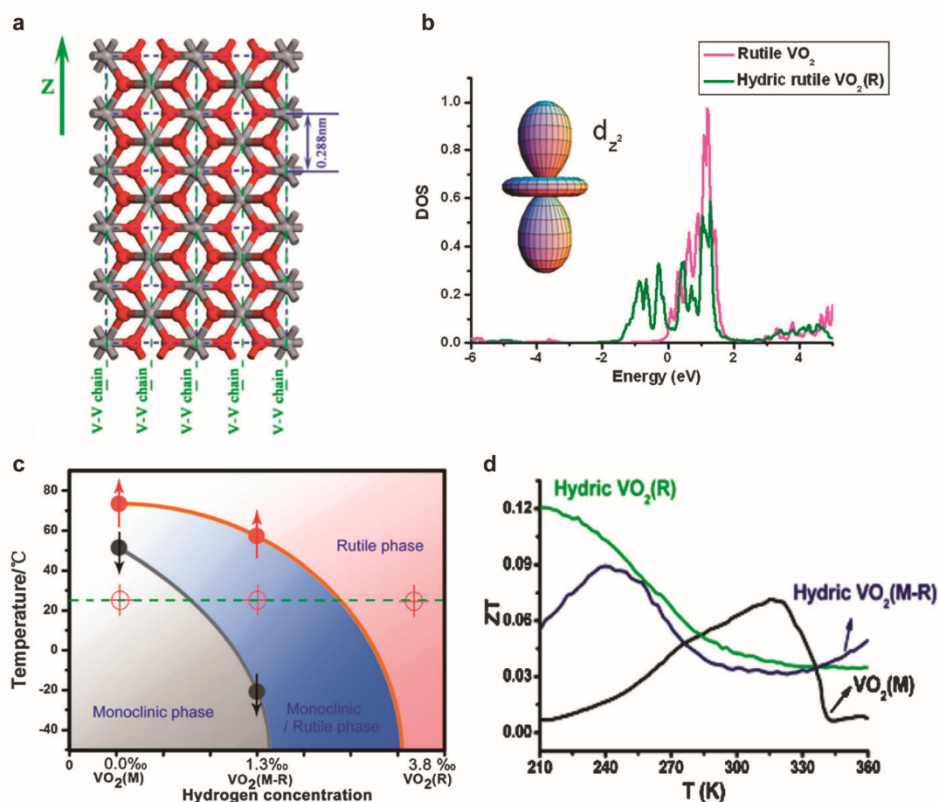 a
Z
0.288nm
V-V chain
V-V chain
V-V chain
V-V chain
V-V chain
b
Rutile VO2
Hydric rutile VO2(R)
d z2
DOS
1.0
0.8
0.6
0.4
0.2
0.0
-6 -4 -2 0 2 4
Energy (eV)
c
Temperature/℃
80
60
40
20
0
-20
-40
Rutile phase
Monoclinic phase
Monoclinic
/ Rutile phase
0 0.0‰ 1.3‰ 3.8 ‰
VO2(M) VO2(M-R) VO2(R)
Hydrogen concentration
d
Hydric VO2(R)
Hydric VO2(M-R)
VO2(M)
ZT
0.12
0.09
0.06
0.03
0.00
210 240 270 300 330 360
T (K)